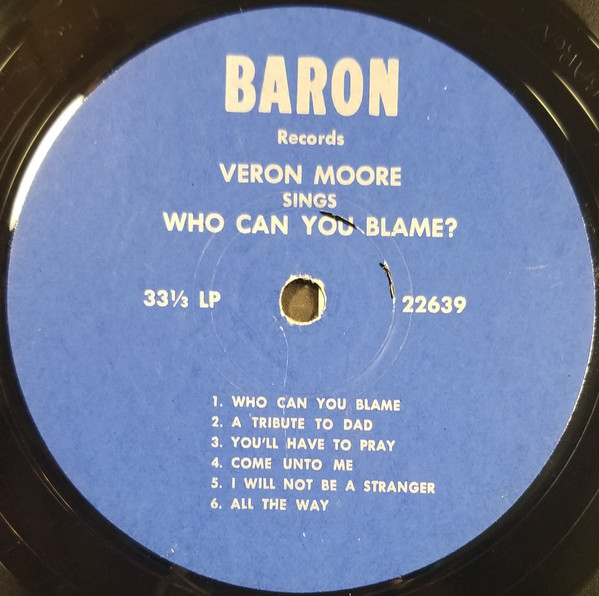 BARON
Records
VERON MOORE
SINGS
WHO CAN YOU BLAME?
33⅓ LP
22639
1. WHO CAN YOU BLAME
2. A TRIBUTE TO DAD
3. YOU'LL HAVE TO PRAY
4. COME UNTO ME
5. I WILL NOT BE A STRANGER
6. ALL THE WAY